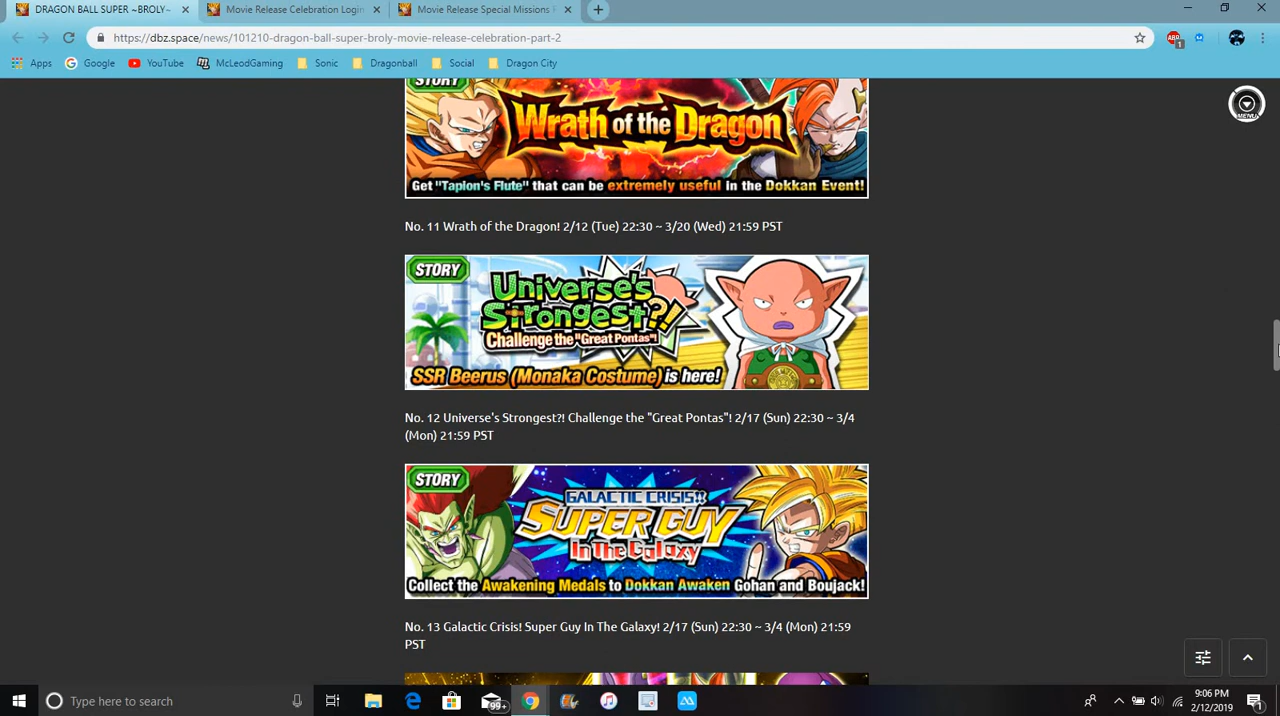 DRAGON BALL SUPER ~BROLY~
Movie Release Celebration Login
Movie Release Special Missions
https://dbz.space/news/101210-dragon-ball-super-broly-movie-release-celebration-part-2
Apps
Google
YouTube
McLeodGaming
Sonic
Dragonball
Social
Dragon City
STORY
Wrath of the Dragon
Get "Tapion's Flute" that can be extremely useful in the Dokkan Event!
MENU
No. 11 Wrath of the Dragon! 2/12 (Tue) 22:30 ~ 3/20 (Wed) 21:59 PST
STORY
Universe's
Strongest?!
Challenge the "Great Pontas"!
SSR Beerus (Monaka Costume) is here!
No. 12 Universe's Strongest?! Challenge the "Great Pontas"! 2/17 (Sun) 22:30 ~ 3/4
(Mon) 21:59 PST
STORY
GALACTIC CRISIS!!
SUPER GUY
In The Galaxy
Collect the Awakening Medals to Dokkan Awaken Gohan and Boujack!
No. 13 Galactic Crisis! Super Guy In The Galaxy! 2/17 (Sun) 22:30 ~ 3/4 (Mon) 21:59
PST
Type here to search
99+
9:06 PM
2/12/2019